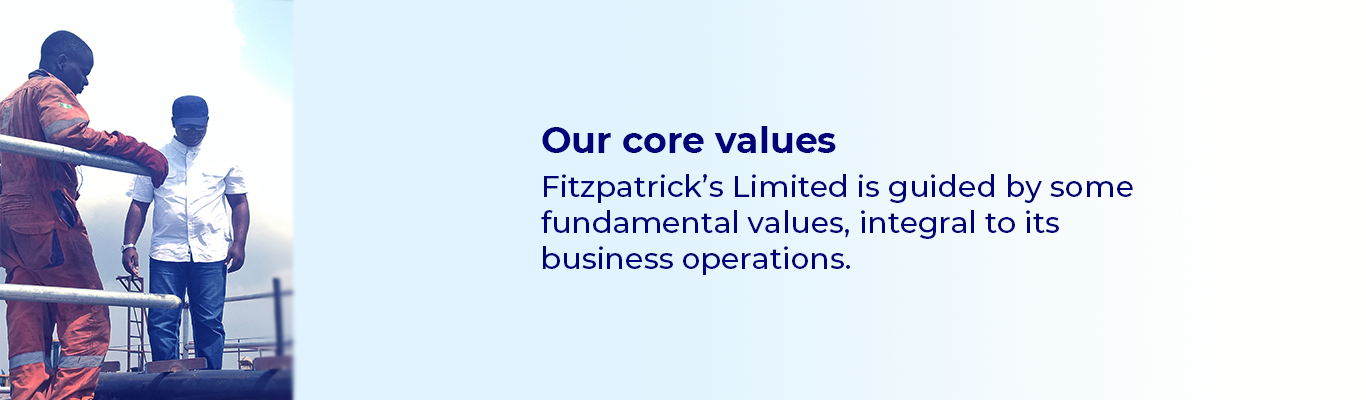 Our core values
Fitzpatrick’s Limited is guided by some
fundamental values, integral to its
business operations.